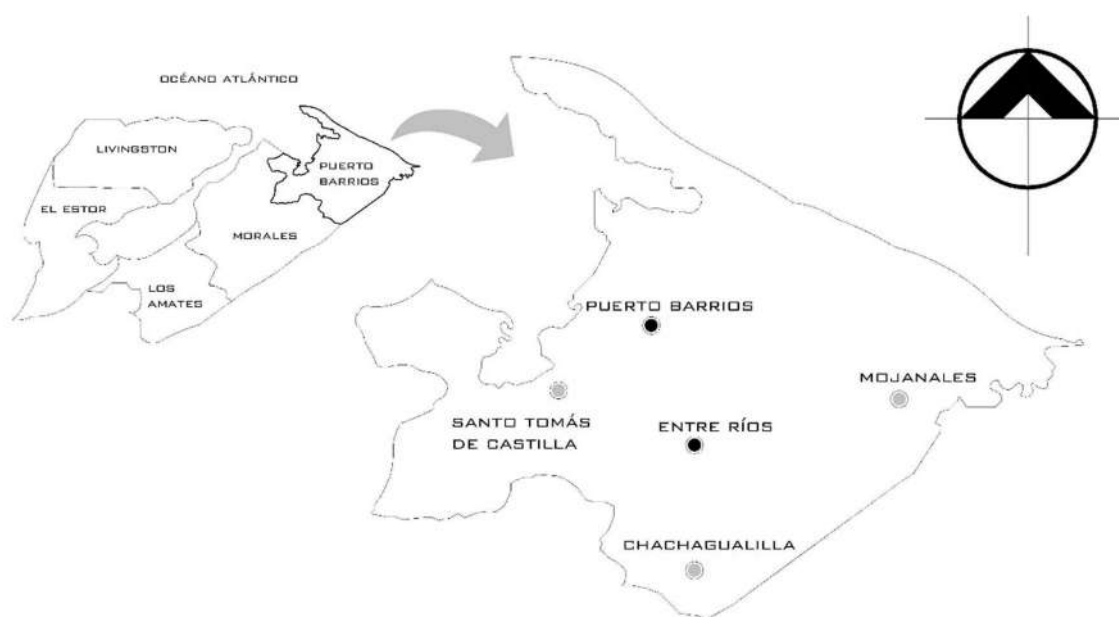 OCÉANO ATLÁNTICO
LIVINGSTON
PUERTO
BARRIOS
EL ESTOR
MORALES
LOS
AMATES
PUERTO BARRIOS
MOJANALES
SANTO TOMÁS
DE CASTILLA
ENTRE RÍOS
CHACHAGUALILLA